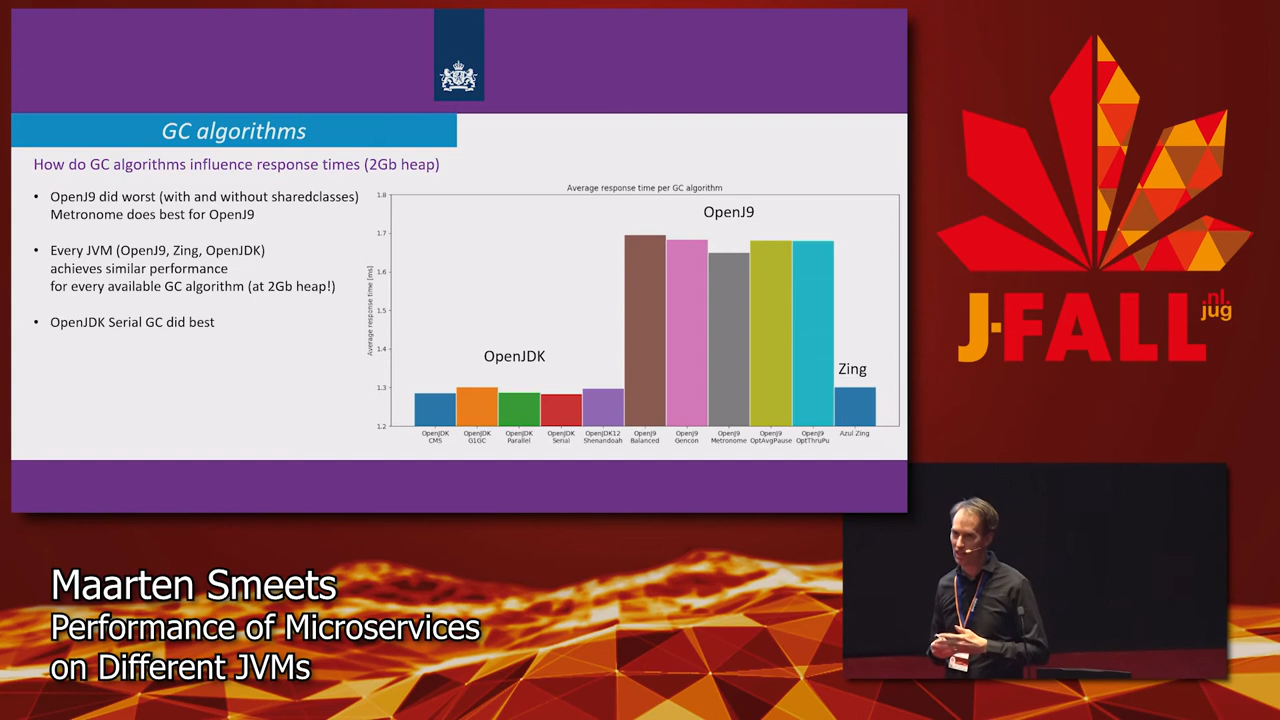 GC algorithms
How do GC algorithms influence response times (2Gb heap)
• OpenJ9 did worst (with and without sharedclasses)
Metronome does best for OpenJ9
• Every JVM (OpenJ9, Zing, OpenJDK)
achieves similar performance
for every available GC algorithm (at 2Gb heap!)
• OpenJDK Serial GC did best
Average response time per GC algorithm
Average response time [ms]
1.8
1.7
1.6
1.5
1.4
1.3
1.2
OpenJDK
OpenJ9
Zing
OpenJDK
CMS
OpenJDK
G1GC
OpenJDK
Parallel
OpenJDK
Serial
OpenJDK12
Shenandoah
OpenJ9
Balanced
OpenJ9
Gencon
OpenJ9
Metronome
OpenJ9
OptAvgPause
OpenJ9
OptThruPu
Azul Zing
J-FALL
nl.
jug
Maarten Smeets
Performance of Microservices
on Different JVMs